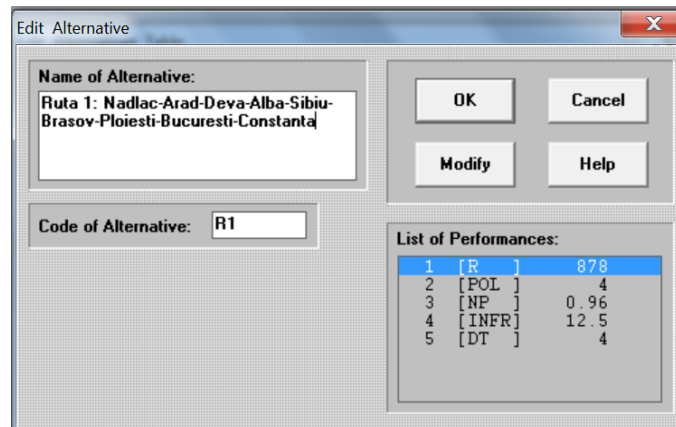 Edit Alternative
Name of Alternative:
Ruta 1: Nadlac-Arad-Deva-Alba-Sibiu-
Brasov-Ploiesti-Bucuresti-Constanta
OK
Cancel
Modify
Help
Code of Alternative: R1
List of Performances:
1 [R ] 878
2 [POL ] 4
3 [NP ] 0.96
4 [INFR] 12.5
5 [DT ] 4